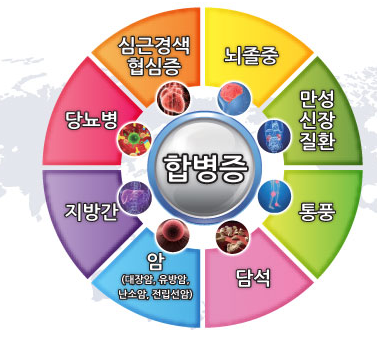 심근경색
협심증
뇌졸중
만성
신장
질환
통풍
담석
암
(대장암, 유방암,
난소암, 전립선암)
지방간
당뇨병
합병증